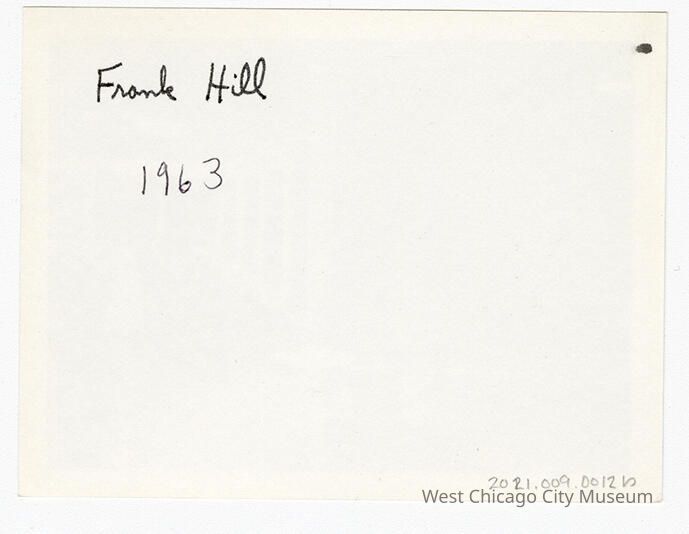 Frank Hill
1963
2021.009.0012b
West Chicago City Museum